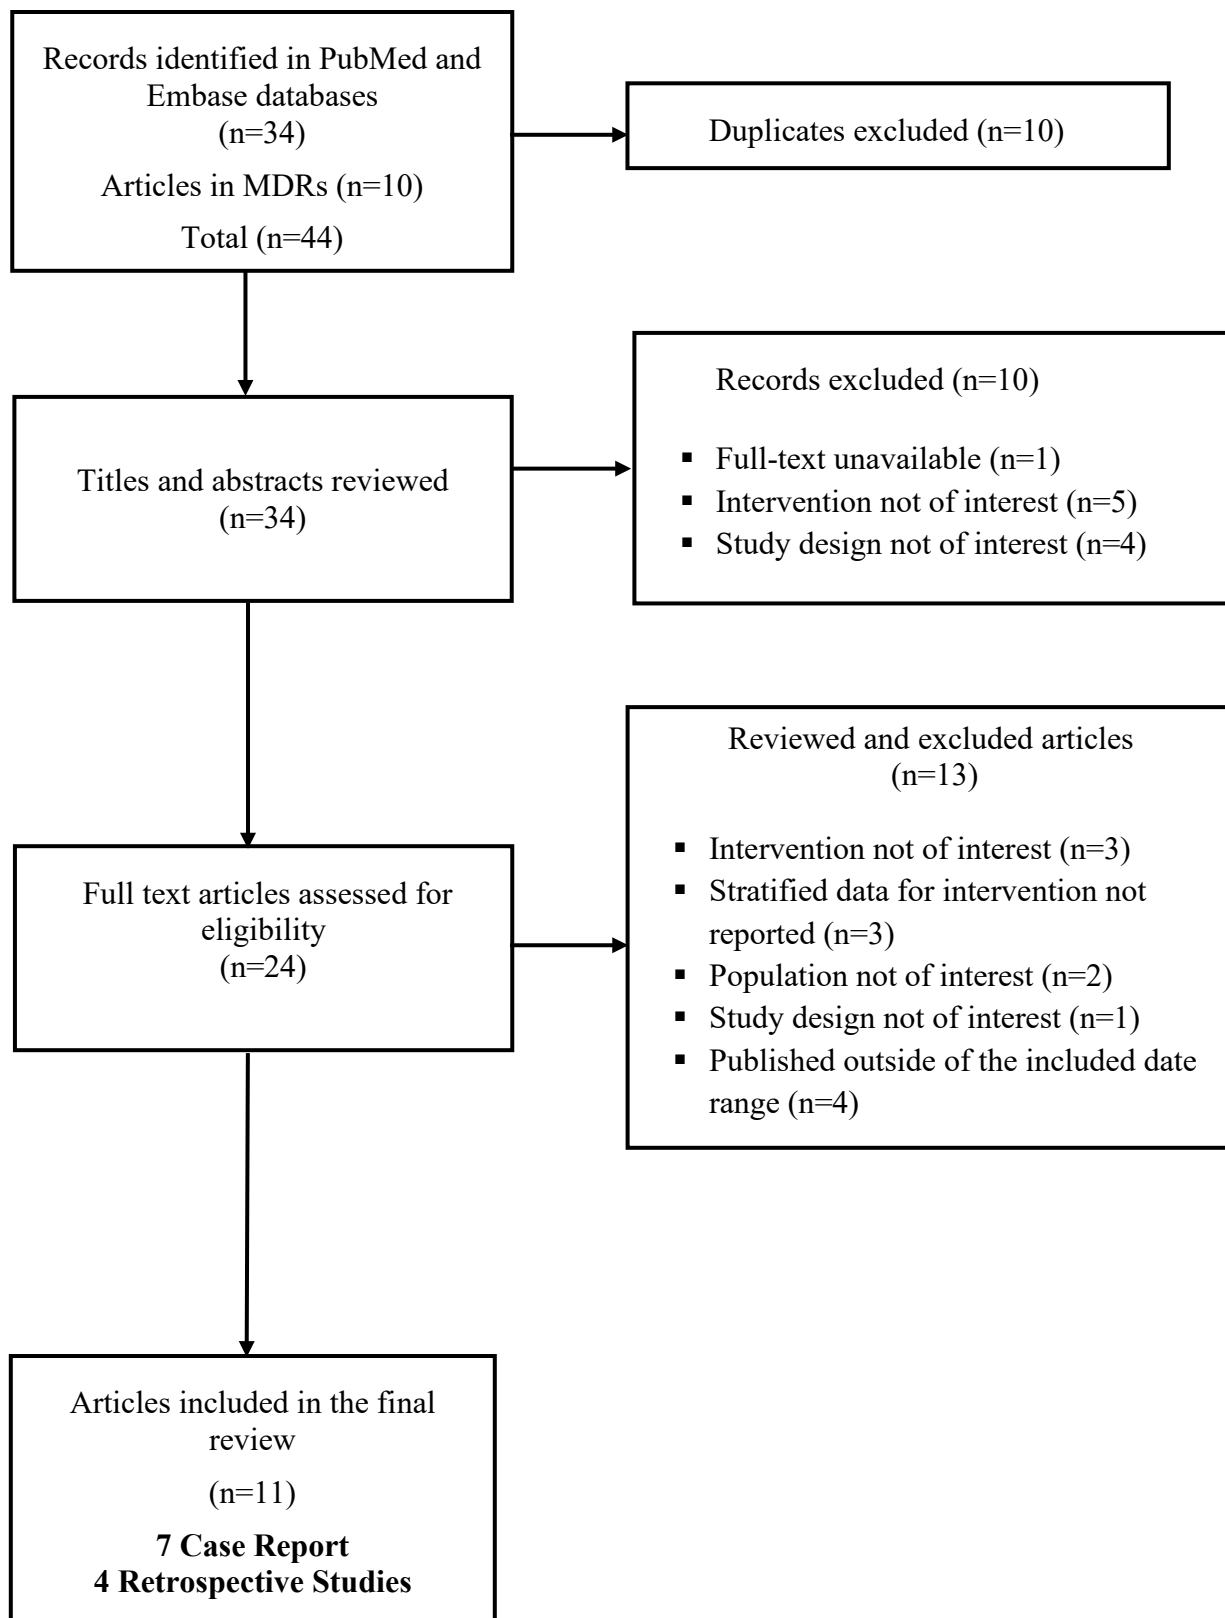 Records identified in PubMed and
Embase databases
(n=34)
Articles in MDRs (n=10)
Total (n=44)
Duplicates excluded (n=10)
Titles and abstracts reviewed
(n=34)
Records excluded (n=10)
▪ Full-text unavailable (n=1)
▪ Intervention not of interest (n=5)
▪ Study design not of interest (n=4)
Full text articles assessed for
eligibility
(n=24)
Reviewed and excluded articles
(n=13)
▪ Intervention not of interest (n=3)
▪ Stratified data for intervention not
reported (n=3)
▪ Population not of interest (n=2)
▪ Study design not of interest (n=1)
▪ Published outside of the included date
range (n=4)
Articles included in the final
review
(n=11)
7 Case Report
4 Retrospective Studies